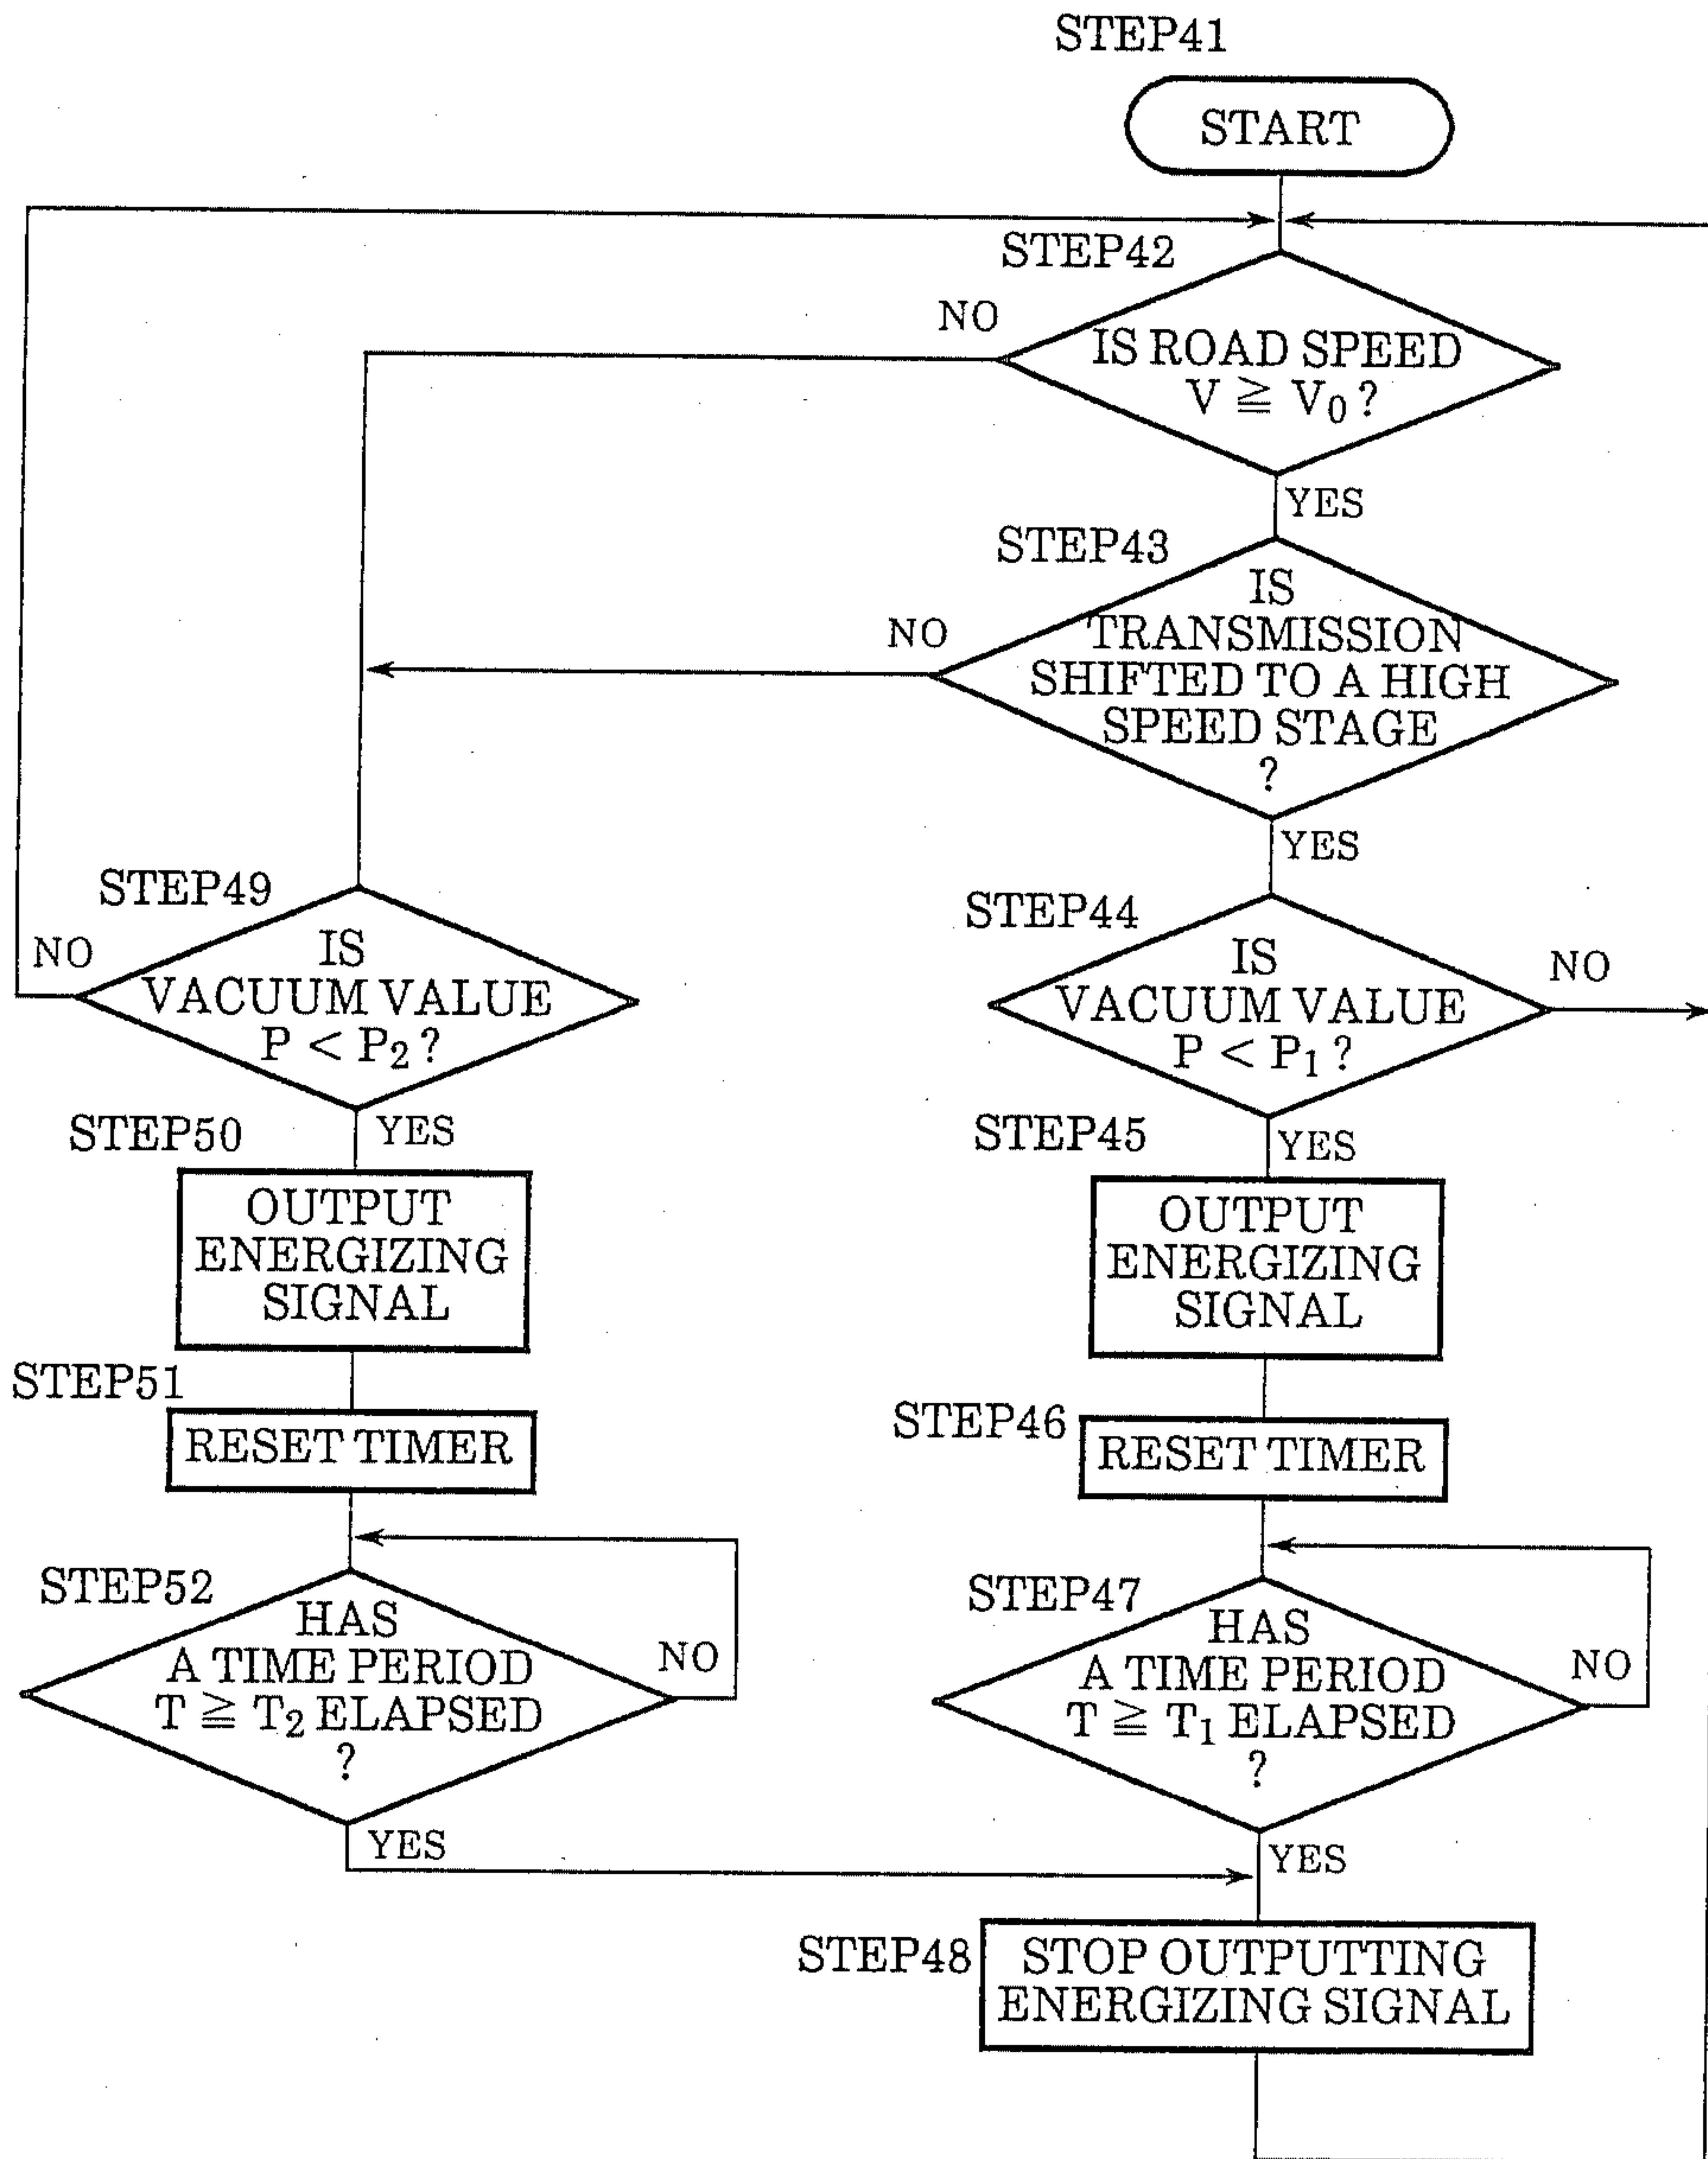 STEP41
START
STEP42
NO
IS ROAD SPEED
V ≧ V₀ ?
YES
STEP43
NO
IS
TRANSMISSION
SHIFTED TO A HIGH
SPEED STAGE
?
YES
STEP49
NO
IS
VACUUM VALUE
P < P₂ ?
YES
STEP44
IS
VACUUM VALUE
P < P₁ ?
NO
YES
STEP50
OUTPUT
ENERGIZING
SIGNAL
STEP45
OUTPUT
ENERGIZING
SIGNAL
STEP51
RESET TIMER
STEP46
RESET TIMER
STEP52
HAS
A TIME PERIOD
T ≧ T₂ ELAPSED
?
NO
YES
STEP47
HAS
A TIME PERIOD
T ≧ T₁ ELAPSED
?
NO
YES
STEP48
STOP OUTPUTTING
ENERGIZING SIGNAL